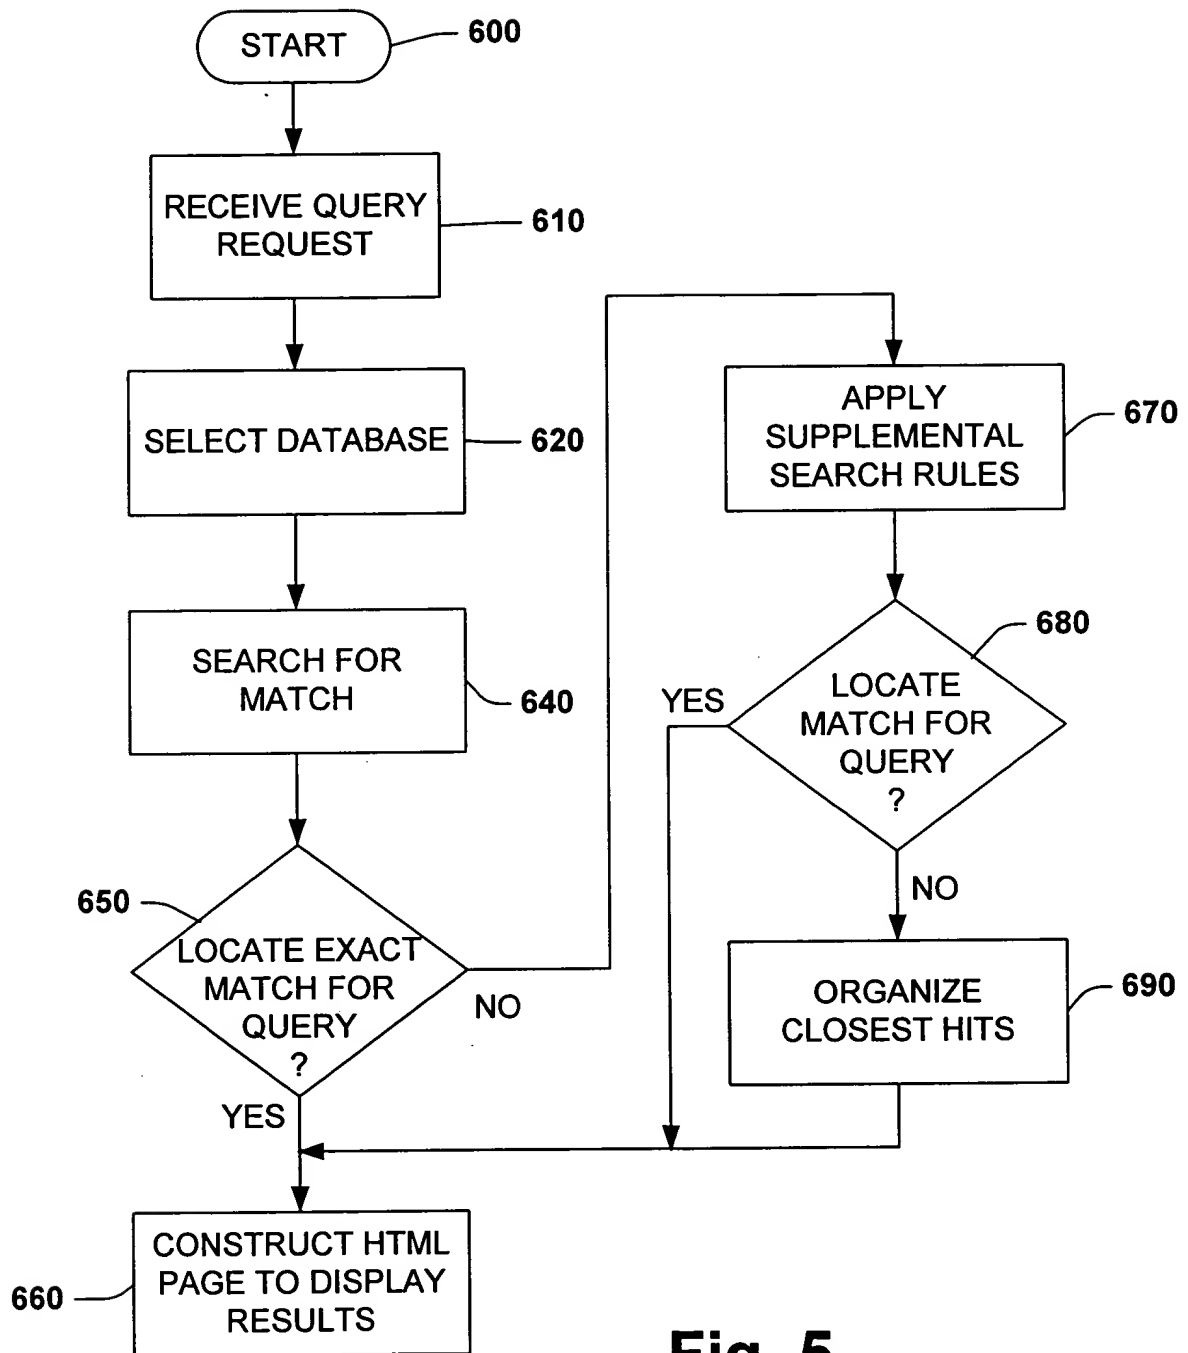 START
600
RECEIVE QUERY
REQUEST
610
SELECT DATABASE
620
SEARCH FOR
MATCH
640
650
LOCATE EXACT
MATCH FOR
QUERY
?
NO
YES
CONSTRUCT HTML
PAGE TO DISPLAY
RESULTS
660
APPLY
SUPPLEMENTAL
SEARCH RULES
670
680
LOCATE
MATCH FOR
QUERY
?
YES
NO
ORGANIZE
CLOSEST HITS
690
Fig. 5